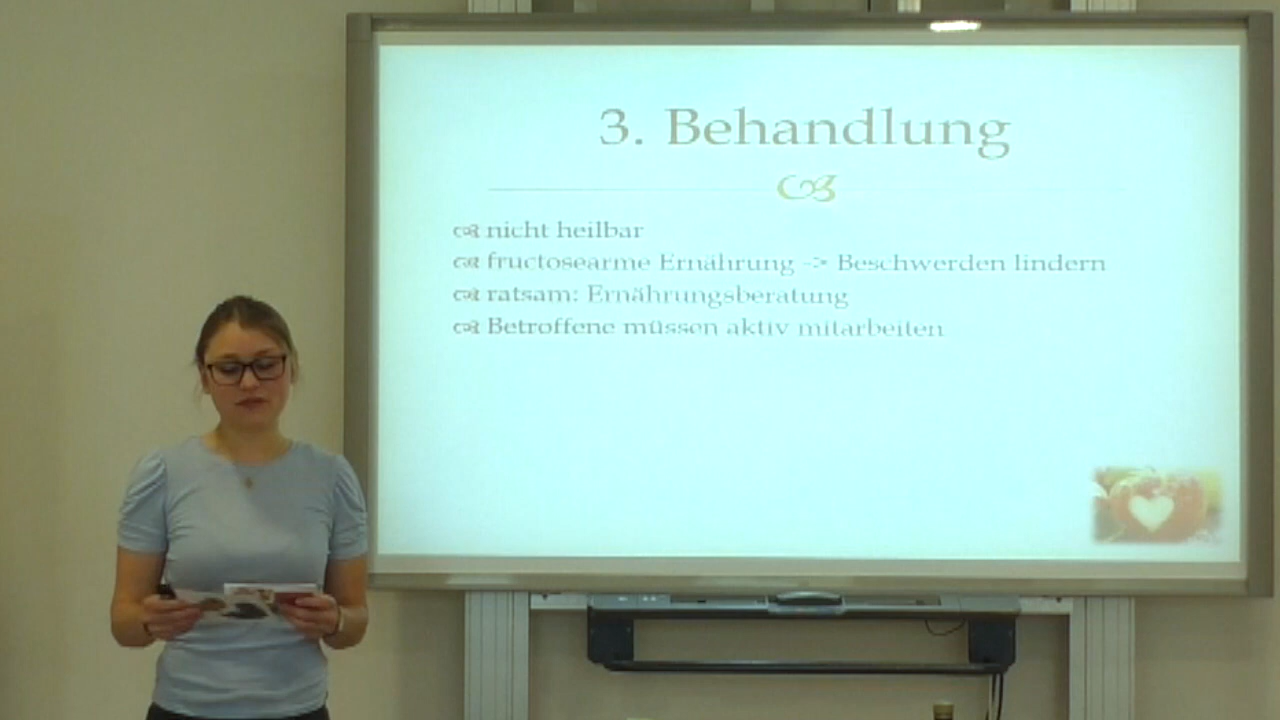 3. Behandlung
nicht heilbar
fructosearme Ernährung -> Beschwerden lindern
ratsam: Ernährungsberatung
Betroffene müssen aktiv mitarbeiten